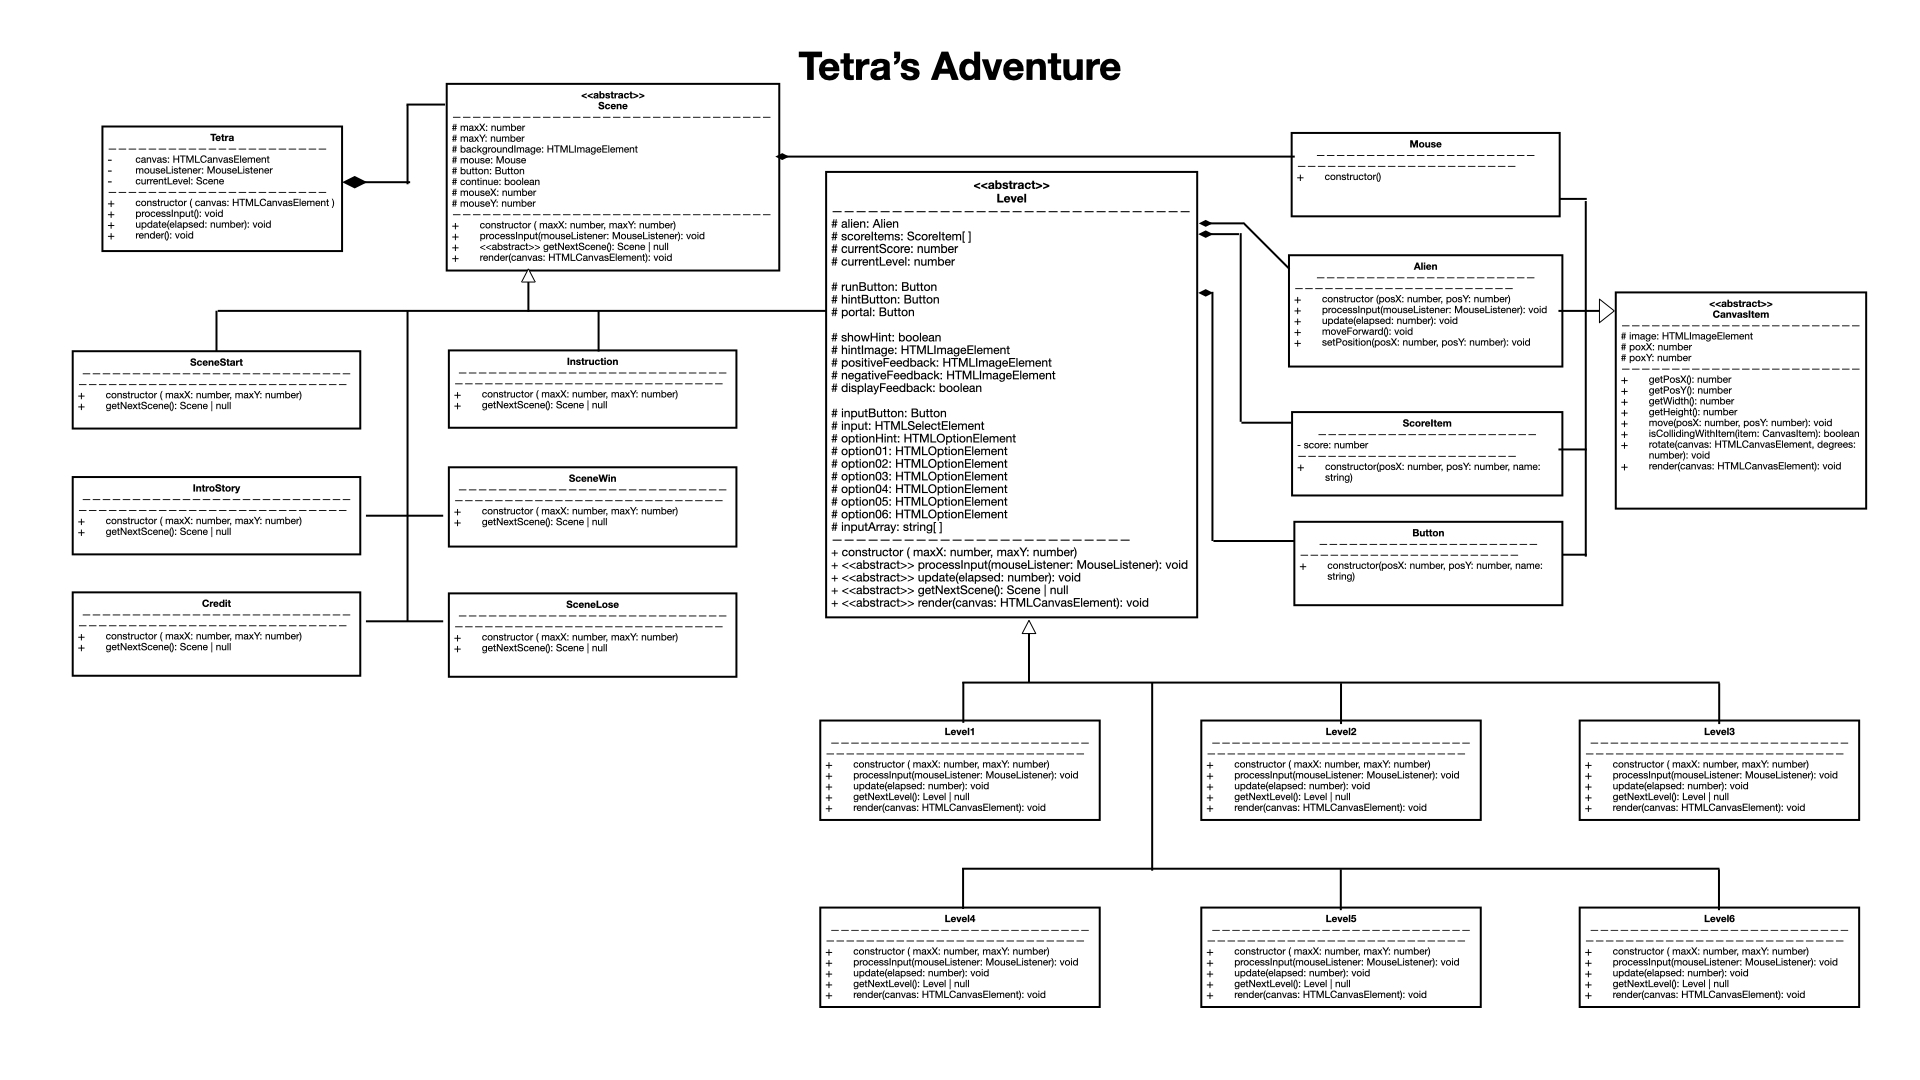 Tetra's Adventure
Tetra
- canvas: HTMLCanvasElement
- mouseListener: MouseListener
- currentLevel: Scene
+ constructor ( canvas: HTMLCanvasElement )
+ processInput(): void
+ update(elapsed: number): void
+ render(): void
<<abstract>>
Scene
# maxX: number
# maxY: number
# backgroundImage: HTMLImageElement
# mouse: Mouse
# button: Button
# continue: boolean
# mouseX: number
# mouseY: number
+ constructor ( maxX: number, maxY: number)
+ processInput(mouseListener: MouseListener): void
+ <<abstract>> getNextScene(): Scene | null
+ render(canvas: HTMLCanvasElement): void
SceneStart
+ constructor ( maxX: number, maxY: number)
+ getNextScene(): Scene | null
Instruction
+ constructor ( maxX: number, maxY: number)
+ getNextScene(): Scene | null
IntroStory
+ constructor ( maxX: number, maxY: number)
+ getNextScene(): Scene | null
SceneWin
+ constructor ( maxX: number, maxY: number)
+ getNextScene(): Scene | null
Credit
+ constructor ( maxX: number, maxY: number)
+ getNextScene(): Scene | null
SceneLose
+ constructor ( maxX: number, maxY: number)
+ getNextScene(): Scene | null
<<abstract>>
Level
# alien: Alien
# scoreItems: ScoreItem[ ]
# currentScore: number
# currentLevel: number
# runButton: Button
# hintButton: Button
# portal: Button
# showHint: boolean
# hintImage: HTMLImageElement
# positiveFeedback: HTMLImageElement
# negativeFeedback: HTMLImageElement
# displayFeedback: boolean
# inputButton: Button
# input: HTMLSelectElement
# optionHint: HTMLOptionElement
# option01: HTMLOptionElement
# option02: HTMLOptionElement
# option03: HTMLOptionElement
# option04: HTMLOptionElement
# option05: HTMLOptionElement
# option06: HTMLOptionElement
# inputArray: string[ ]
+ constructor ( maxX: number, maxY: number)
+ <<abstract>> processInput(mouseListener: MouseListener): void
+ <<abstract>> update(elapsed: number): void
+ <<abstract>> getNextScene(): Scene | null
+ <<abstract>> render(canvas: HTMLCanvasElement): void
Mouse
+ constructor()
Alien
+ constructor (posX: number, posY: number)
+ processInput(mouseListener: MouseListener): void
+ update(elapsed: number): void
+ moveForward(): void
+ setPosition(posX: number, posY: number): void
ScoreItem
- score: number
+ constructor(posX: number, posY: number, name:
string)
Button
+ constructor(posX: number, posY: number, name:
string)
<<abstract>>
CanvasItem
# image: HTMLImageElement
# poxX: number
# poxY: number
+ getPosX(): number
+ getPosY(): number
+ getWidth(): number
+ getHeight(): number
+ move(posX: number, posY: number): void
+ isCollidingWithItem(item: CanvasItem): boolean
+ rotate(canvas: HTMLCanvasElement, degrees:
number): void
+ render(canvas: HTMLCanvasElement): void
Level1
+ constructor ( maxX: number, maxY: number)
+ processInput(mouseListener: MouseListener): void
+ update(elapsed: number): void
+ getNextLevel(): Level | null
+ render(canvas: HTMLCanvasElement): void
Level2
+ constructor ( maxX: number, maxY: number)
+ processInput(mouseListener: MouseListener): void
+ update(elapsed: number): void
+ getNextLevel(): Level | null
+ render(canvas: HTMLCanvasElement): void
Level3
+ constructor ( maxX: number, maxY: number)
+ processInput(mouseListener: MouseListener): void
+ update(elapsed: number): void
+ getNextLevel(): Level | null
+ render(canvas: HTMLCanvasElement): void
Level4
+ constructor ( maxX: number, maxY: number)
+ processInput(mouseListener: MouseListener): void
+ update(elapsed: number): void
+ getNextLevel(): Level | null
+ render(canvas: HTMLCanvasElement): void
Level5
+ constructor ( maxX: number, maxY: number)
+ processInput(mouseListener: MouseListener): void
+ update(elapsed: number): void
+ getNextLevel(): Level | null
+ render(canvas: HTMLCanvasElement): void
Level6
+ constructor ( maxX: number, maxY: number)
+ processInput(mouseListener: MouseListener): void
+ update(elapsed: number): void
+ getNextLevel(): Level | null
+ render(canvas: HTMLCanvasElement): void